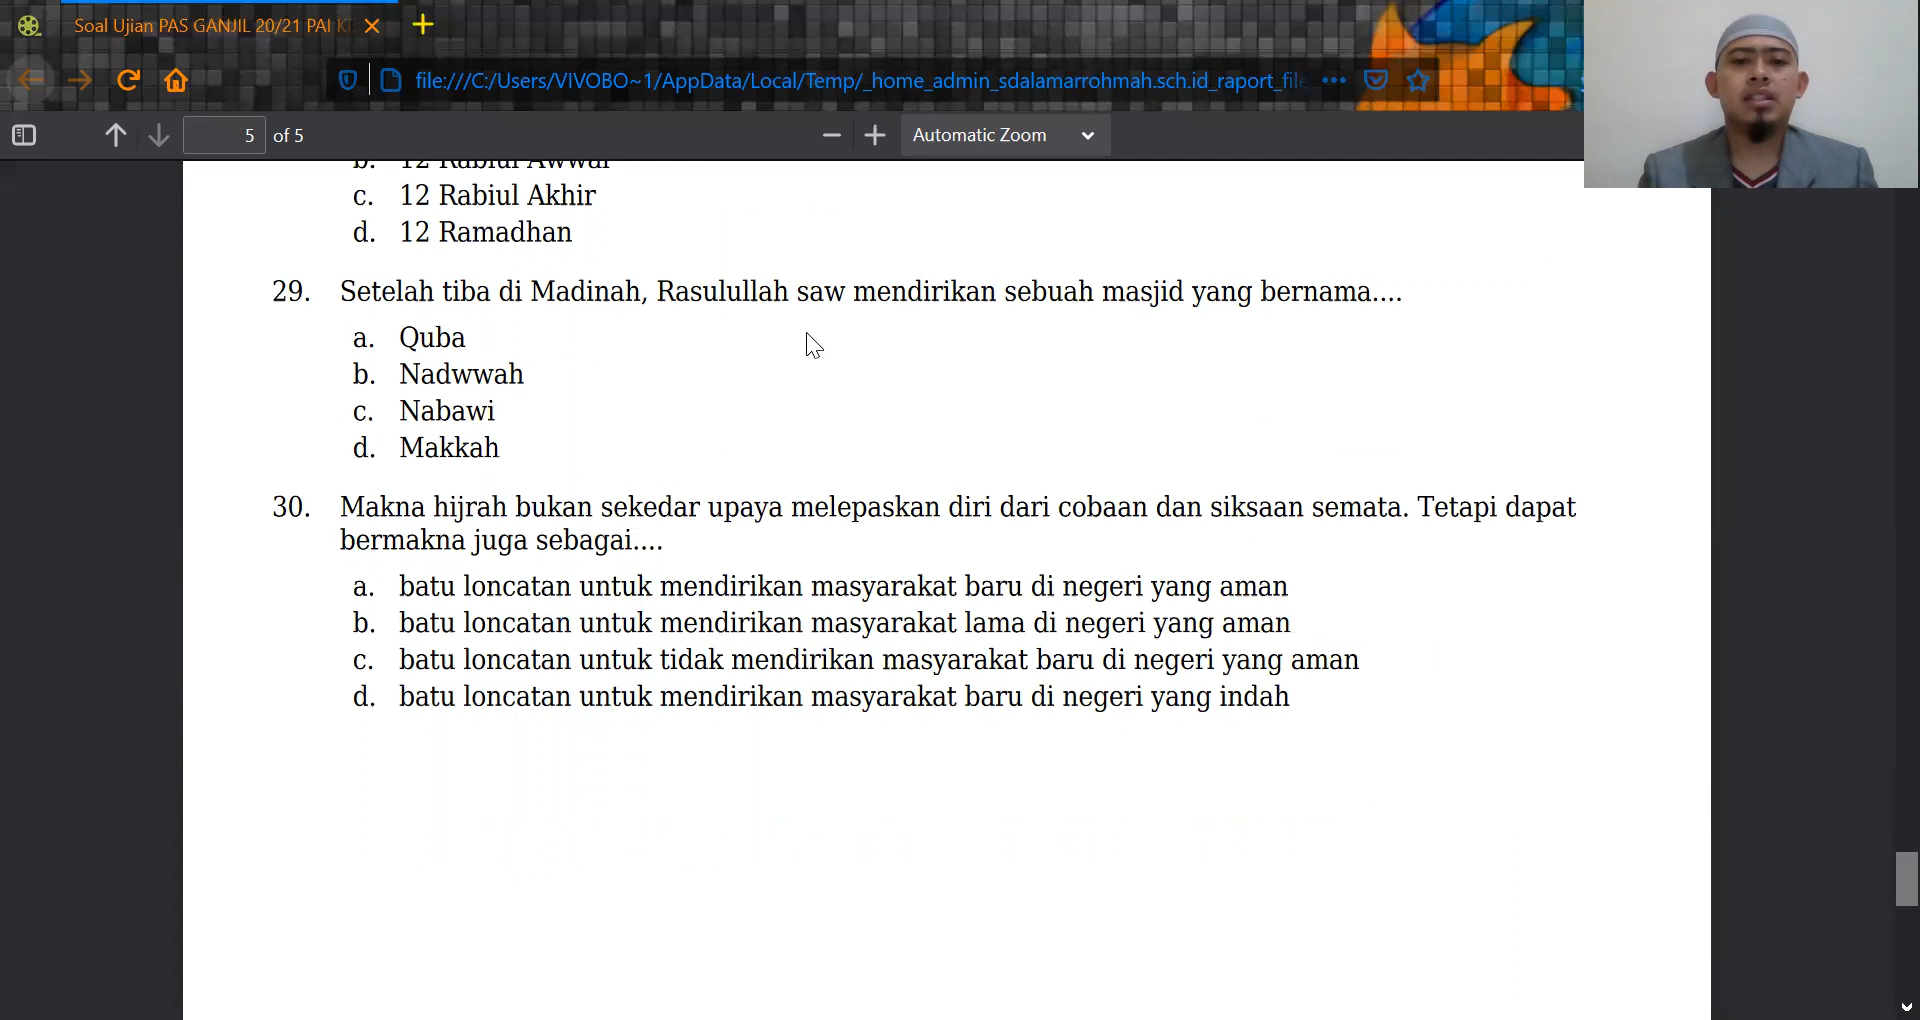 Soal Ujian PAS GANJIL 20/21 PAI K
file:///C:/Users/VIVOBO~1/AppData/Local/Temp/_home_admin_sdalamarrohmah.sch.id_raport_file
5 of 5
Automatic Zoom
b. 12 Rabiul Awwal
c. 12 Rabiul Akhir
d. 12 Ramadhan
29. Setelah tiba di Madinah, Rasulullah saw mendirikan sebuah masjid yang bernama....
a. Quba
b. Nadwwah
c. Nabawi
d. Makkah
30. Makna hijrah bukan sekedar upaya melepaskan diri dari cobaan dan siksaan semata. Tetapi dapat
bermakna juga sebagai....
a. batu loncatan untuk mendirikan masyarakat baru di negeri yang aman
b. batu loncatan untuk mendirikan masyarakat lama di negeri yang aman
c. batu loncatan untuk tidak mendirikan masyarakat baru di negeri yang aman
d. batu loncatan untuk mendirikan masyarakat baru di negeri yang indah